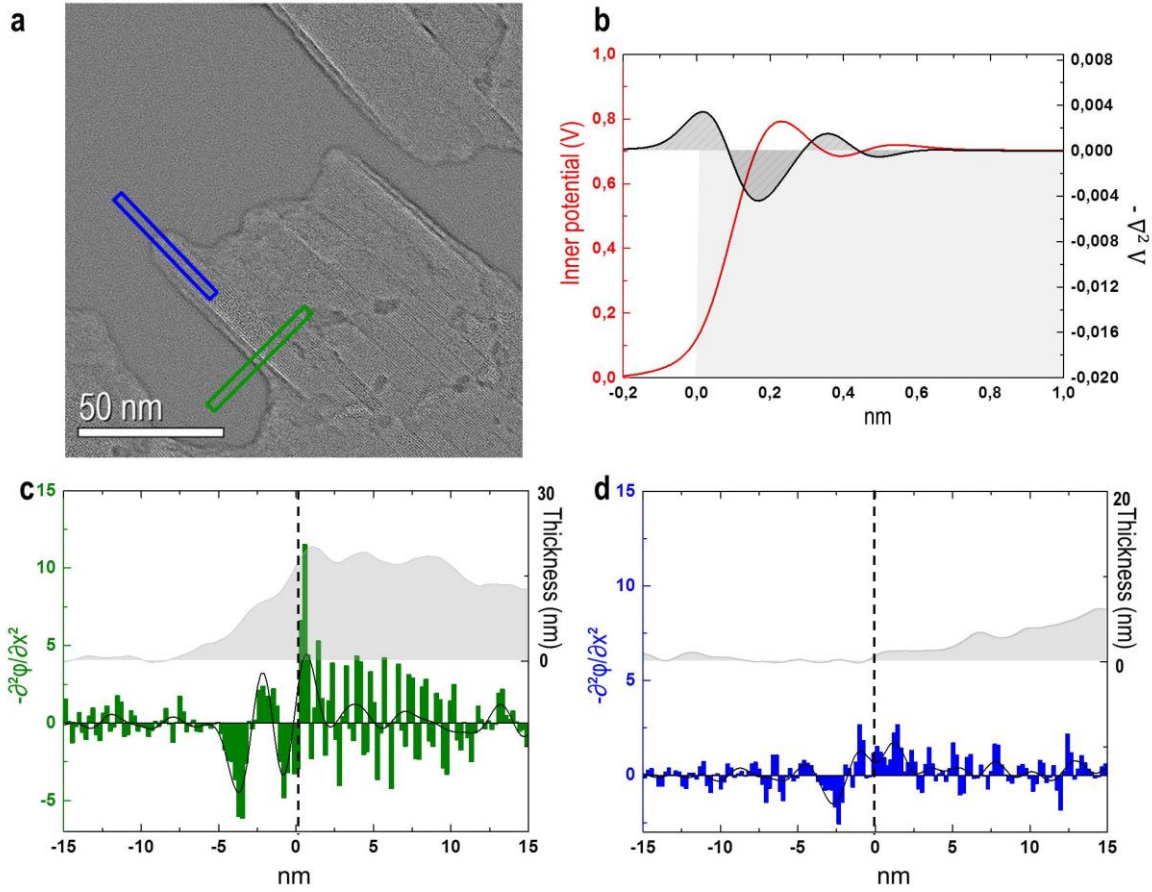 a
50 nm
b
Inner potential (V)
1,0
0,8
0,6
0,4
0,2
0,0
0,008
0,004
0,000
-0,004
-0,008
-0,012
-0,016
-0,020
- ∇² V
-0,2 0,0 0,2 0,4 0,6 0,8 1,0
nm
c
-∂²φ/∂x²
15
10
5
0
-5
30
0
Thickness (nm)
-15 -10 -5 0 5 10 15
nm
d
-∂²φ/∂x²
15
10
5
0
20
0
Thickness (nm)
-15 -10 -5 0 5 10 15
nm